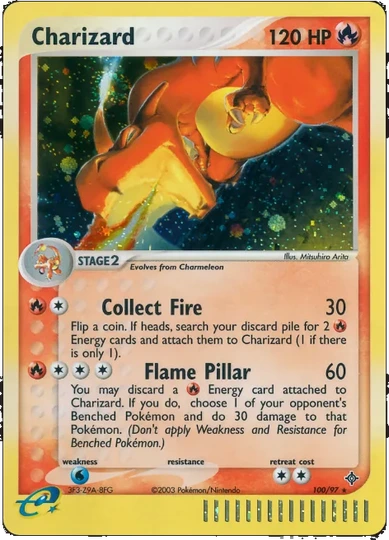 Charizard 120 HP
Illus. Mitsuhiro Arita
STAGE 2
Evolves from Charmeleon
Collect Fire 30
Flip a coin. If heads, search your discard pile for 2
Energy cards and attach them to Charizard (1 if there
is only 1).
Flame Pillar 60
You may discard a Energy card attached to
Charizard. If you do, choose 1 of your opponent's
Benched Pokémon and do 30 damage to that
Pokémon. (Don't apply Weakness and Resistance for
Benched Pokémon.)
weakness resistance retreat cost
3F3-Z9A-8FG ©2003 Pokémon/Nintendo 100/97
e